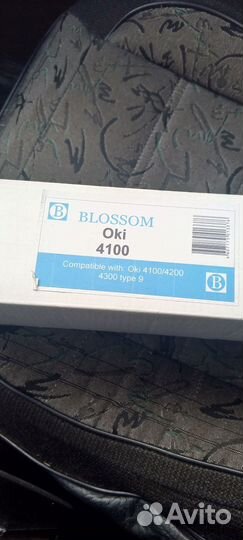 B BLOSSOM
Oki
4100
Compatible with: Oki 4100/4200
4300 type 9
B
Avito